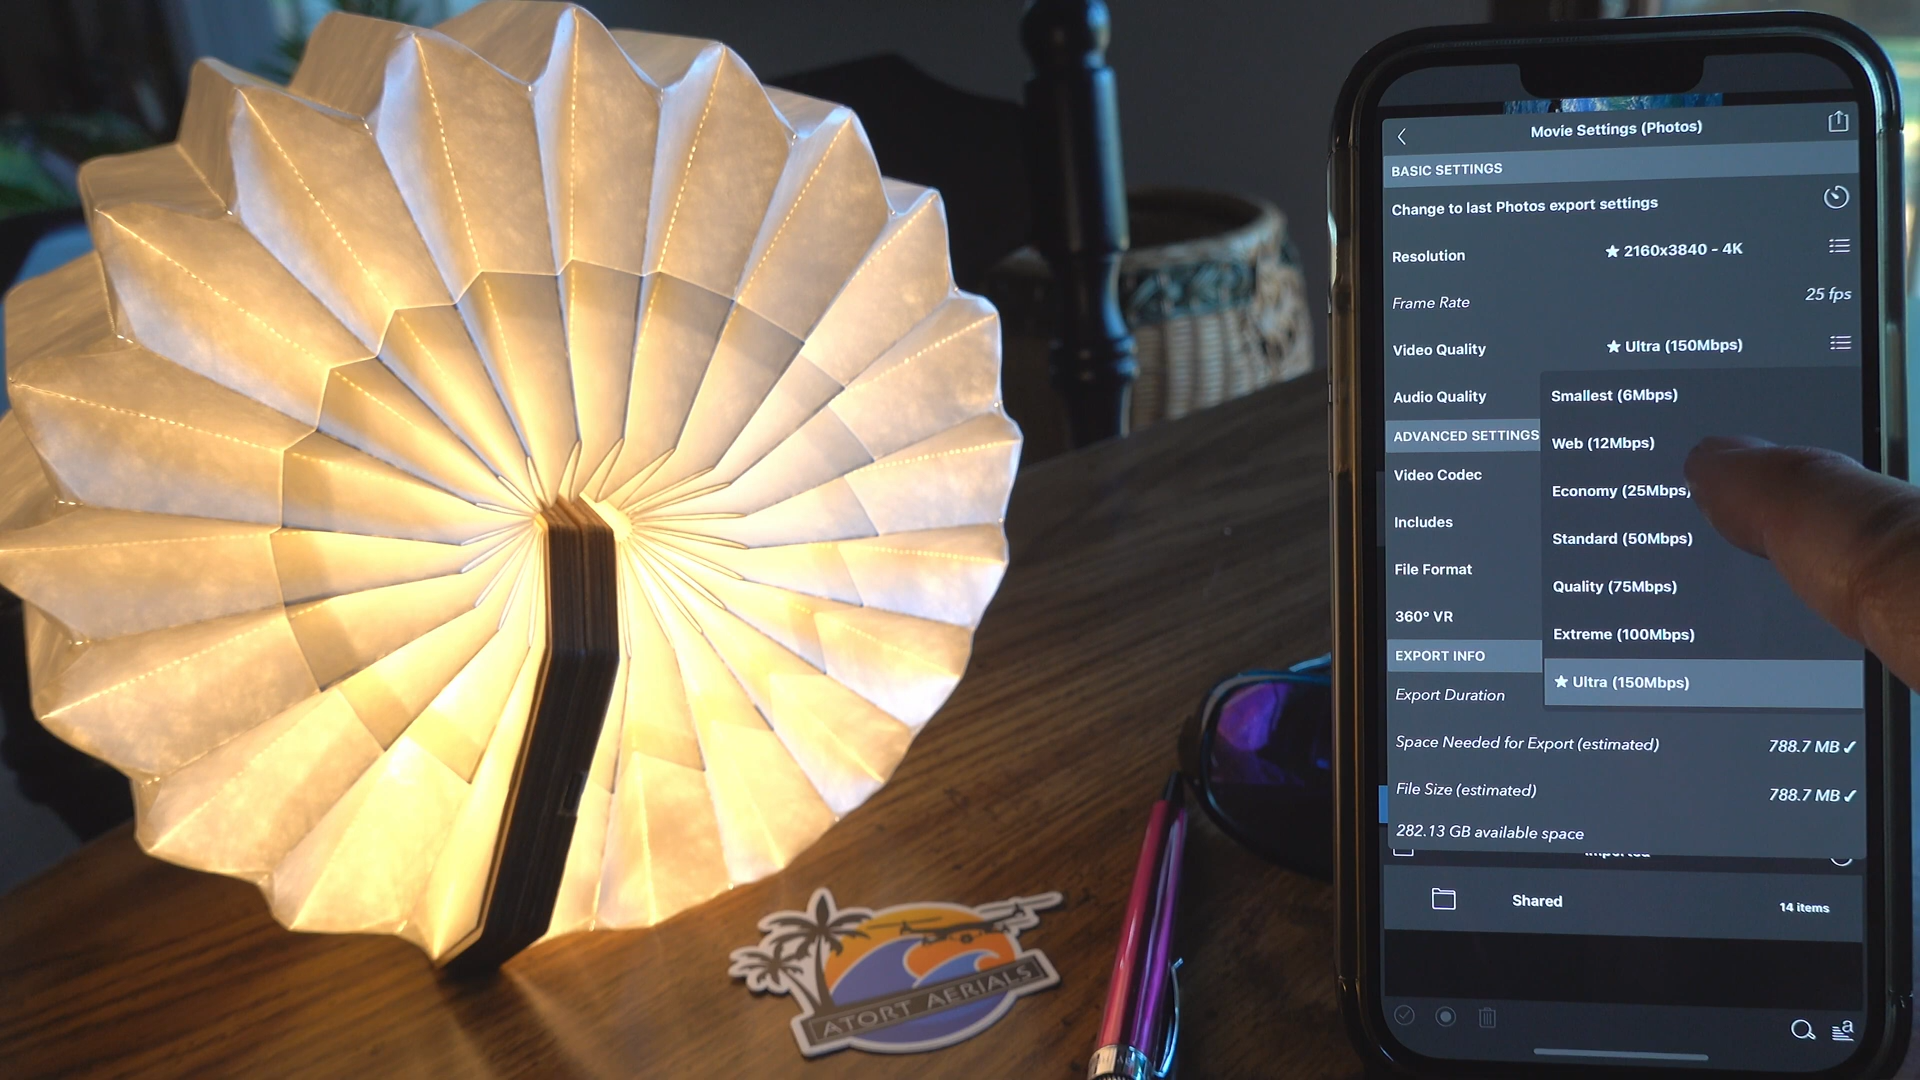 Movie Settings (Photos)
BASIC SETTINGS
Change to last Photos export settings
Resolution ★ 2160x3840 - 4K
Frame Rate 25 fps
Video Quality ★ Ultra (150Mbps)
Audio Quality
Smallest (6Mbps)
Web (12Mbps)
Economy (25Mbps)
Standard (50Mbps)
Quality (75Mbps)
Extreme (100Mbps)
★ Ultra (150Mbps)
ADVANCED SETTINGS
Video Codec
Includes
File Format
360° VR
EXPORT INFO
Export Duration
Space Needed for Export (estimated) 788.7 MB ✓
File Size (estimated) 788.7 MB ✓
282.13 GB available space
Imported
Shared 14 items
ATORT AERIALS